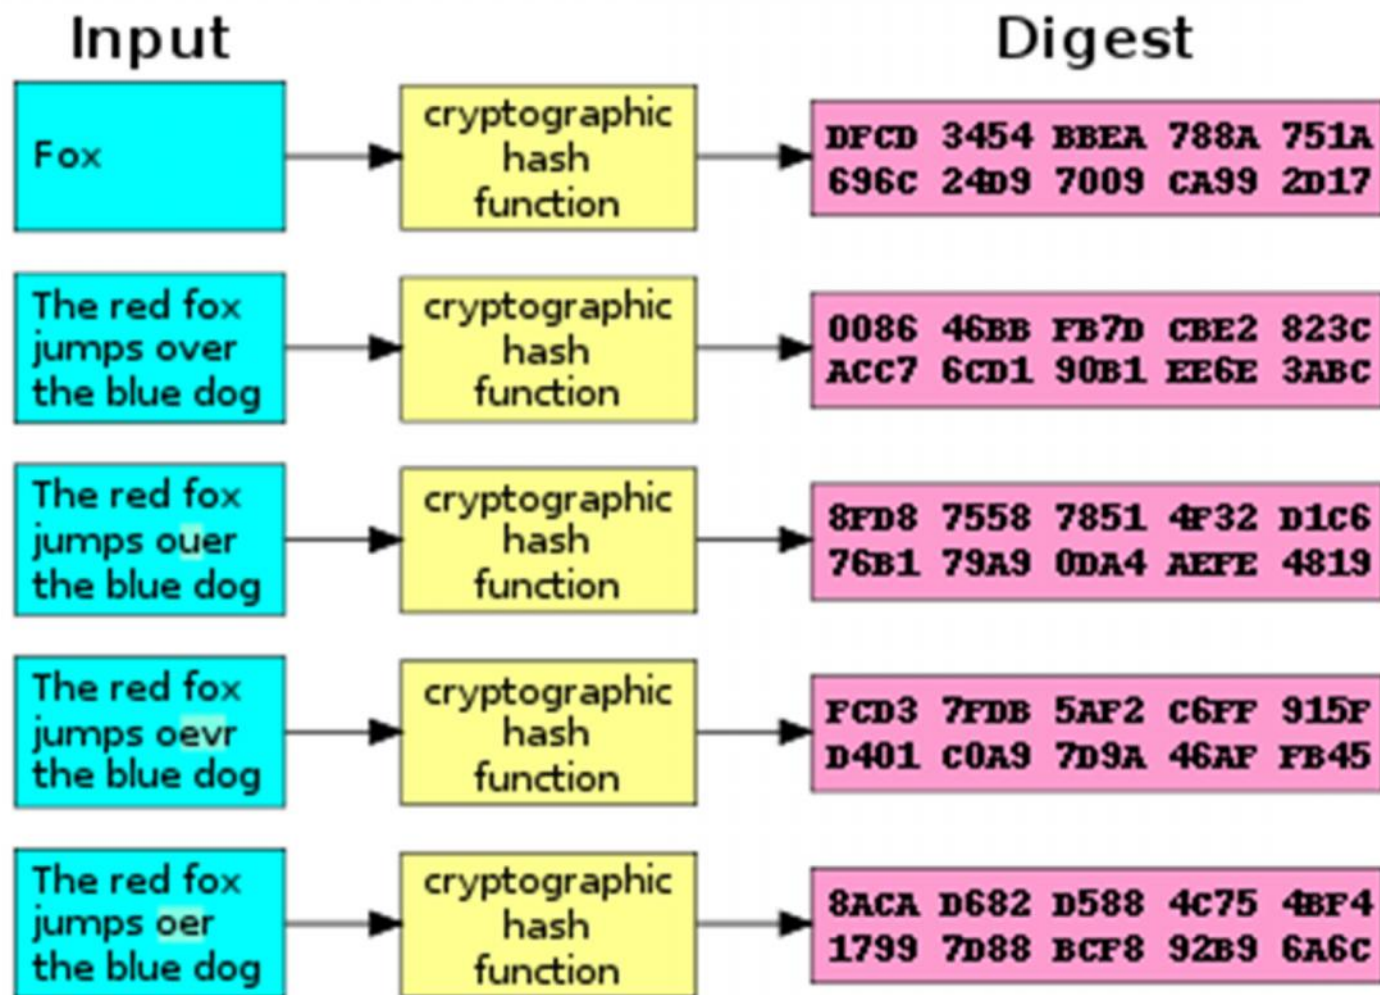 Input
Digest
Fox
cryptographic
hash
function
DFCD 3454 BBEA 788A 751A
696C 24D9 7009 CA99 2D17
The red fox
jumps over
the blue dog
cryptographic
hash
function
0086 46BB FB7D CBE2 823C
ACC7 6CD1 90B1 EE6E 3ABC
The red fox
jumps ouer
the blue dog
cryptographic
hash
function
8FD8 7558 7851 4F32 D1C6
76B1 79A9 0DA4 AEFE 4819
The red fox
jumps oevr
the blue dog
cryptographic
hash
function
FCD3 7FDB 5AF2 C6FF 915F
D401 C0A9 7D9A 46AF FB45
The red fox
jumps oer
the blue dog
cryptographic
hash
function
8ACA D682 D588 4C75 4BF4
1799 7D88 BCF8 92B9 6A6C